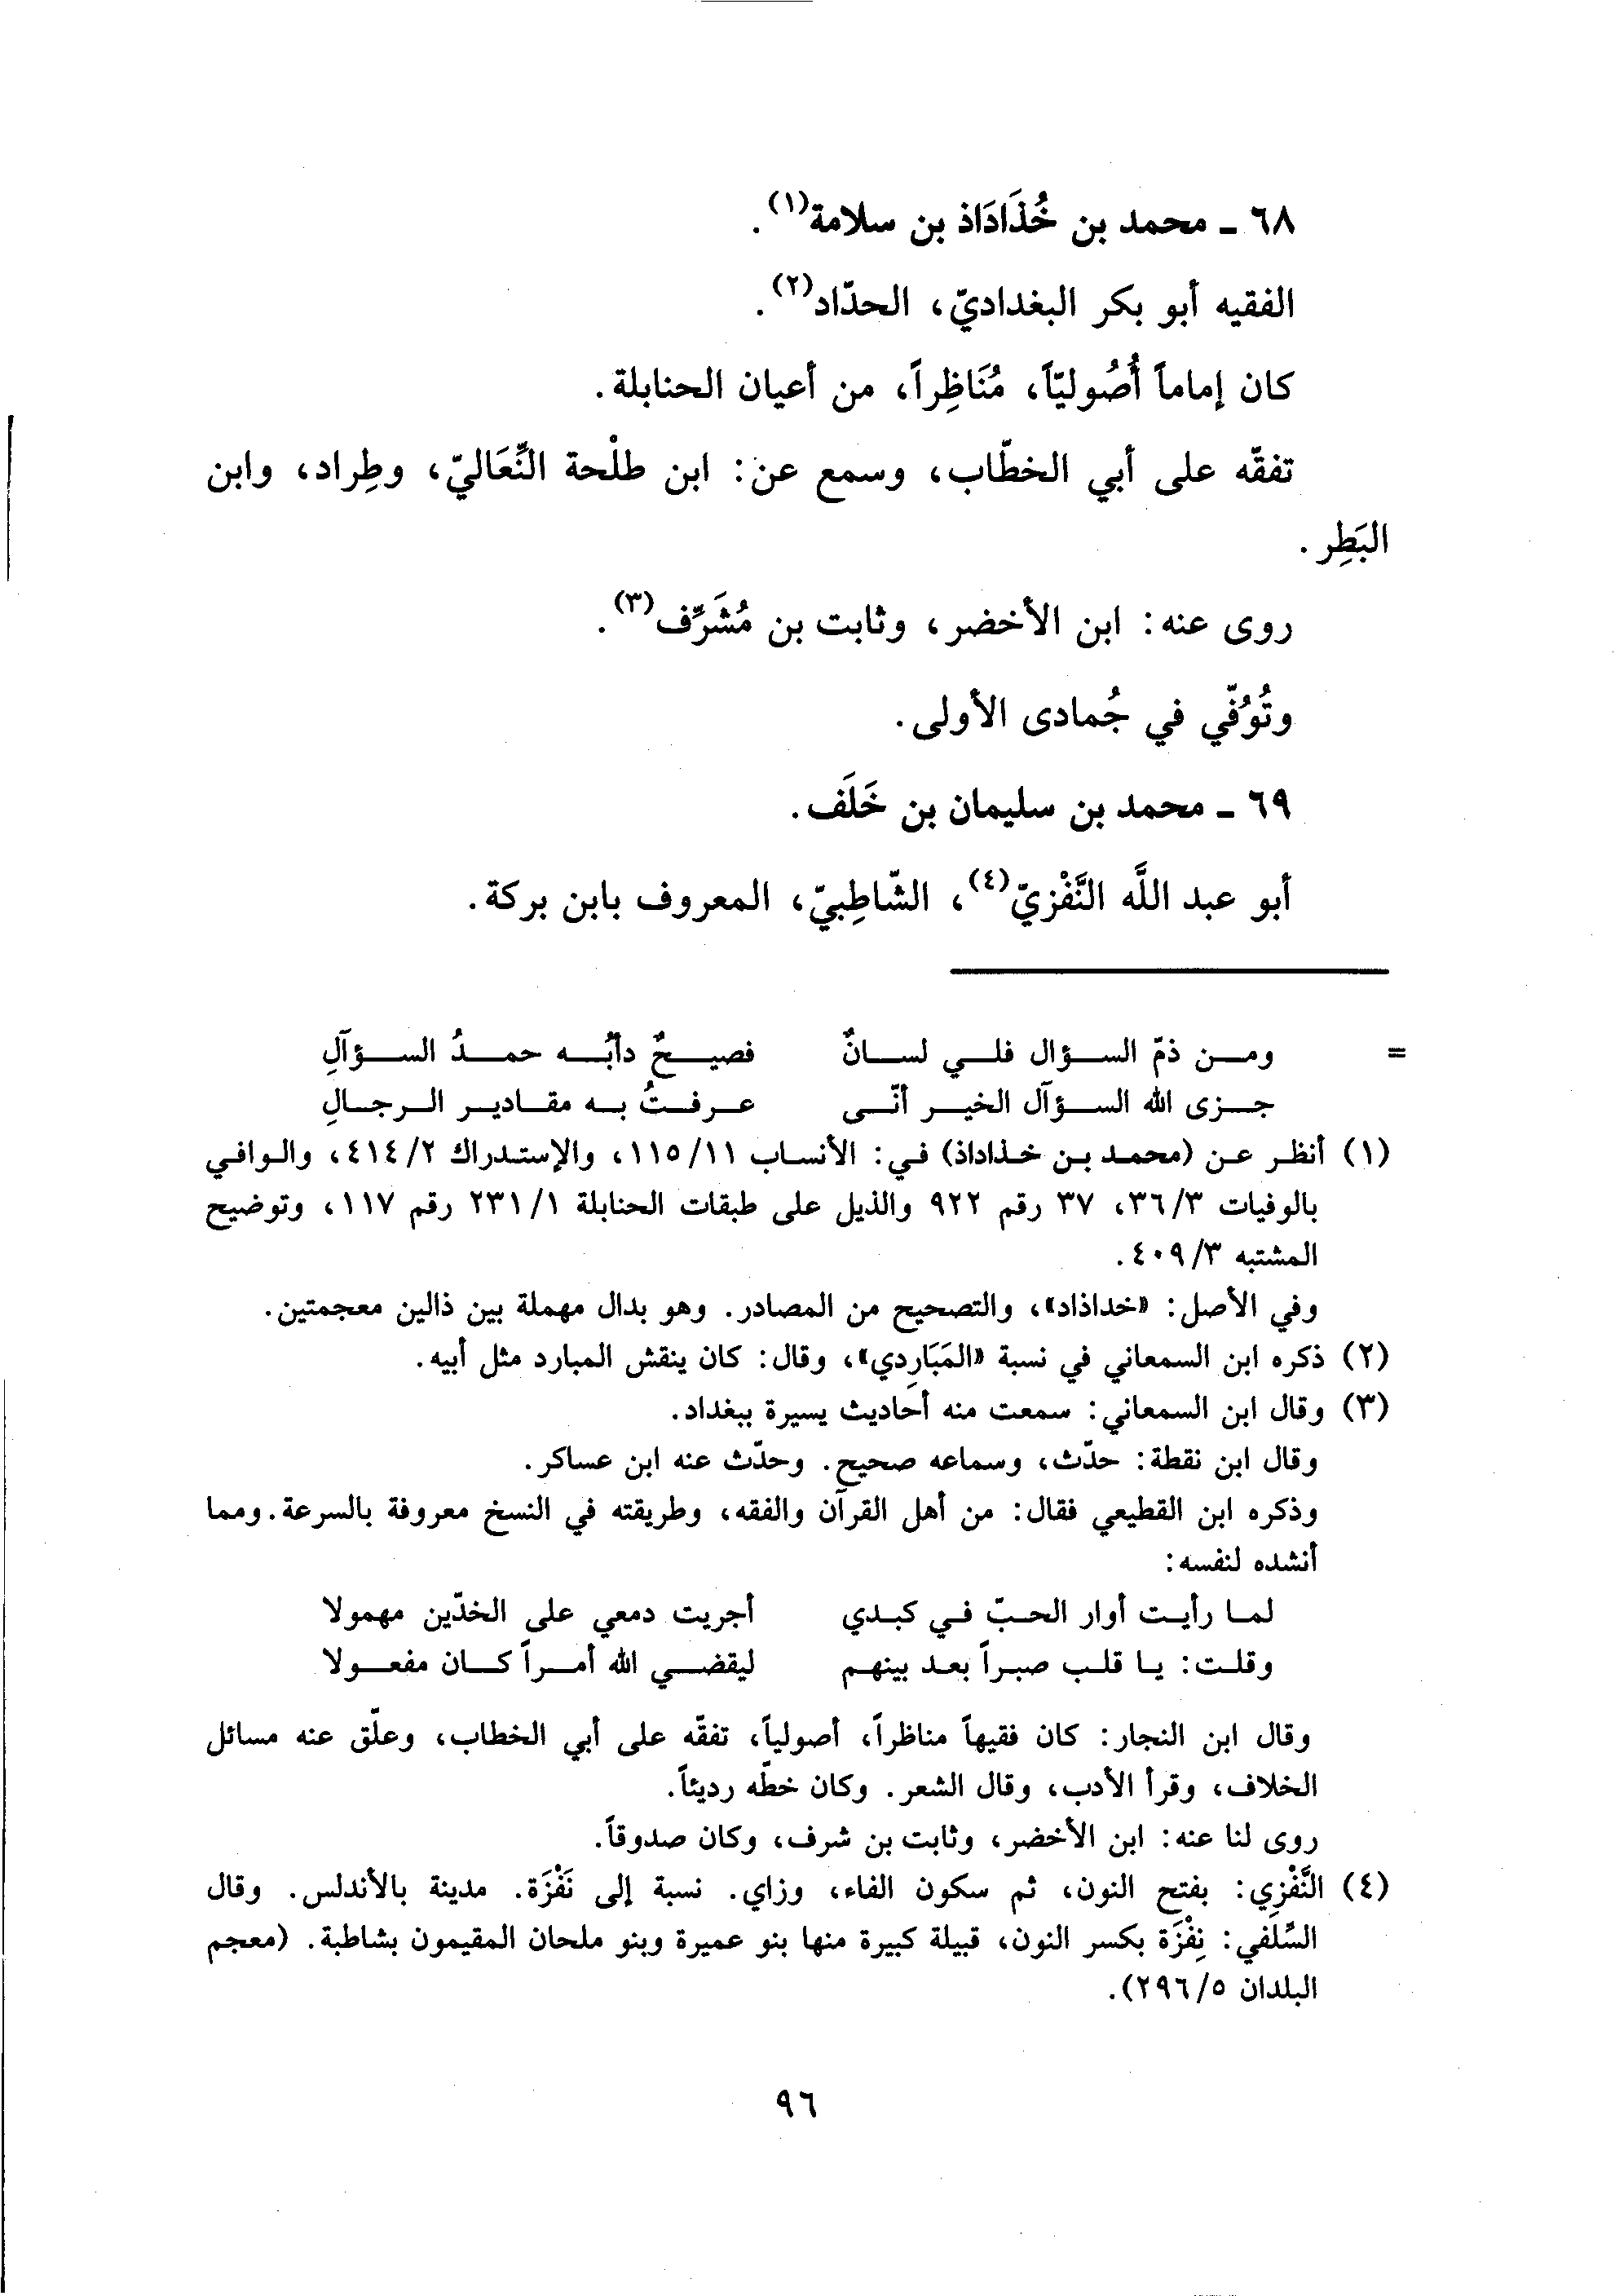 ٦٨ ـ محمد بن خُذَادَاذ بن سلامة(١).
الفقيه أبو بكر البغداديّ، الحدّاد(٢).
كان إماماً أُصُوليّاً، مُنَاظِراً، من أعيان الحنابلة.
تفقّه على أبي الخطّاب، وسمع عن: ابن طلْحة النِّعَاليّ، وطِراد، وابن
البَطِر.
روى عنه: ابن الأخضر، وثابت بن مُشَرَّف(٣).
وتُوُفّي في جُمادى الأولى.
٦٩ ـ محمد بن سليمان بن خَلَف.
أبو عبد اللَّه النَّفْزيّ(٤)، الشّاطِبيّ، المعروف بابن بركة.
= ومن ذمّ السؤال فلي لسانٌ فصيحٌ دأبُه حمدُ السؤآلِ
جزى الله السؤآل الخير أنّى عرفتُ به مقادير الرجالِ
(١) أنظر عن (محمد بن خذاداذ) في: الأنساب ١١/١١٥، والإستدراك ٢/٤١٤، والوافي
بالوفيات ٣/٣٦، ٣٧ رقم ٩٢٢ والذيل على طبقات الحنابلة ١/٢٣١ رقم ١١٧، وتوضيح
المشتبه ٣/٤٠٩.
وفي الأصل: «خداذاد»، والتصحيح من المصادر. وهو بدال مهملة بين ذالين معجمتين.
(٢) ذكره ابن السمعاني في نسبة «المَبَارِدي»، وقال: كان ينقش المبارد مثل أبيه.
(٣) وقال ابن السمعاني: سمعت منه أحاديث يسيرة ببغداد.
وقال ابن نقطة: حدّث، وسماعه صحيح. وحدّث عنه ابن عساكر.
وذكره ابن القطيعي فقال: من أهل القرآن والفقه، وطريقته في النسخ معروفة بالسرعة. ومما
أنشده لنفسه:
لما رأيت أوار الحبّ في كبدي أجريت دمعي على الخدّين مهمولا
وقلت: يا قلب صبراً بعد بينهم ليقضي الله أمراً كان مفعولا
وقال ابن النجار: كان فقيهاً مناظراً، أصولياً، تفقّه على أبي الخطاب، وعلّق عنه مسائل
الخلاف، وقرأ الأدب، وقال الشعر. وكان خطّه رديئاً.
روى لنا عنه: ابن الأخضر، وثابت بن شرف، وكان صدوقاً.
(٤) النَّفْزِي: بفتح النون، ثم سكون الفاء، وزاي. نسبة إلى نَفْزَة. مدينة بالأندلس. وقال
السِّلَفي: نِفْزَة بكسر النون، قبيلة كبيرة منها بنو عميرة وبنو ملحان المقيمون بشاطبة. (معجم
البلدان ٥/٢٩٦).
٩٦